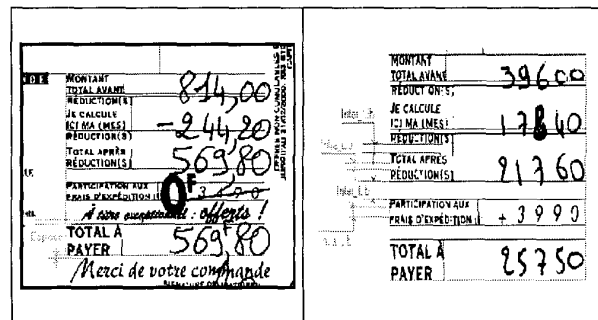 MONTANT
TOTAL AVANT
RÉDUCTION(S) 814,00
JE CALCULE
ICI MA (MES)
RÉDUCTION(S) -244,20
TOTAL APRÈS
RÉDUCTION(S) 569,80
PARTICIPATION AUX
FRAIS D'EXPÉDITION 0F
À titre exceptionnel : offerts !
TOTAL À
PAYER 569,80
Merci de votre commande
MONTANT
TOTAL AVANT
RÉDUCTION(S) 39600
JE CALCULE
ICI MA (MES)
RÉDUCTION(S) 17840
TOTAL APRÈS
RÉDUCTION(S) 21760
PARTICIPATION AUX
FRAIS D'EXPÉDITION + 3990
TOTAL À
PAYER 25750